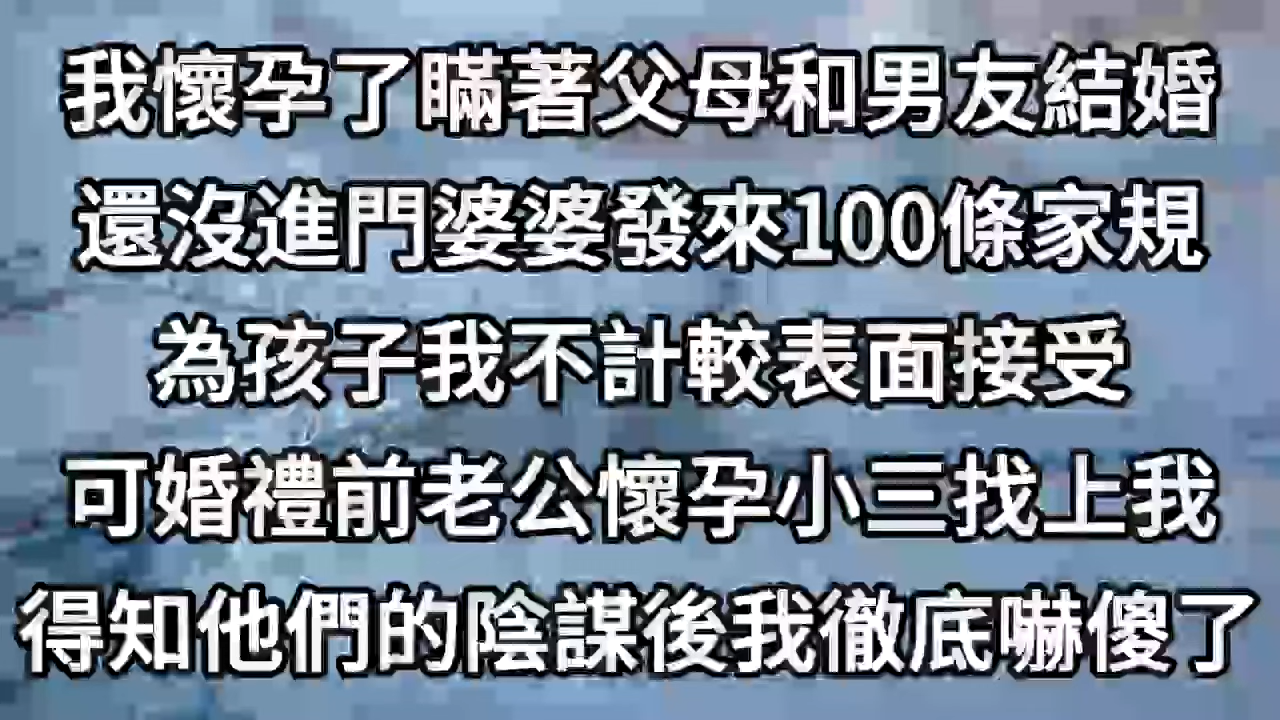 我懷孕了瞞著父母和男友結婚
還沒進門婆婆發來100條家規
為孩子我不計較表面接受
可婚禮前老公懷孕小三找上我
得知他們的陰謀後我徹底嚇傻了